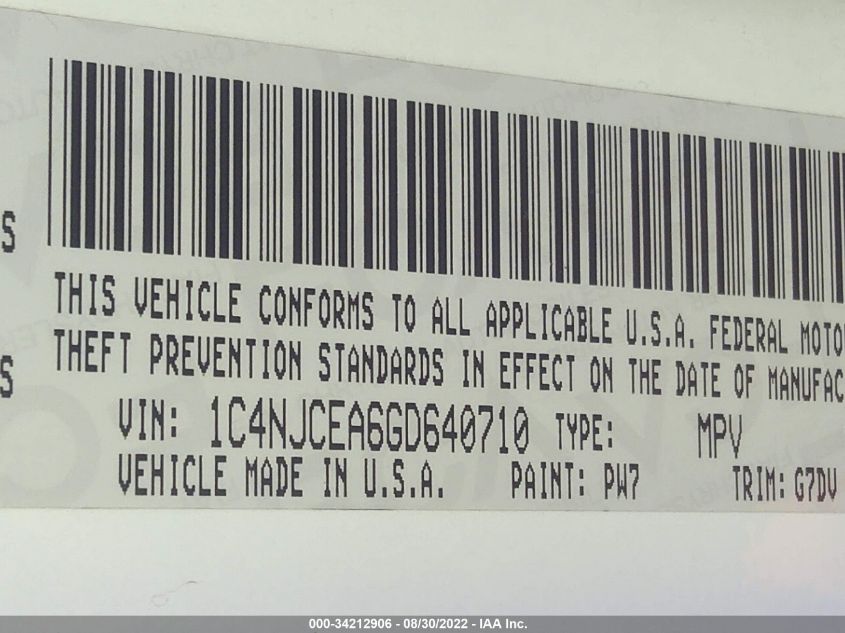 S
THIS VEHICLE CONFORMS TO ALL APPLICABLE U.S.A. FEDERAL MOTO
S
THEFT PREVENTION STANDARDS IN EFFECT ON THE DATE OF MANUFAC
VIN: 1C4NJCEA6GD640710 TYPE: MPV
VEHICLE MADE IN U.S.A. PAINT: PW7 TRIM: G7DV
000-34212906 - 08/30/2022 - IAA Inc.